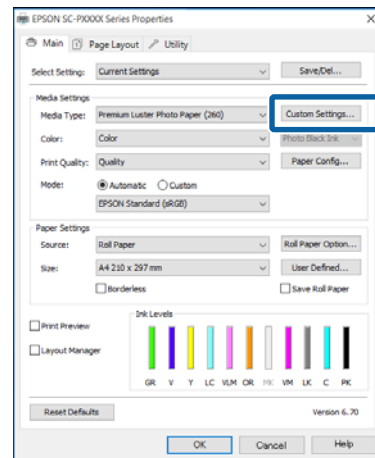 EPSON SC-PXXXX Series Properties
Main Page Layout Utility
Select Setting: Current Settings Save/Del...
Media Settings
Media Type: Premium Luster Photo Paper (260) Custom Settings...
Color: Color Photo Black Ink
Print Quality: Quality Paper Config...
Mode: Automatic Custom
EPSON Standard (sRGB)
Paper Settings
Source: Roll Paper Roll Paper Option...
Size: A4 210 x 297 mm User Defined...
Borderless Save Roll Paper
Ink Levels
Print Preview
Layout Manager
GR V Y LC VLM OR MK VM LK C PK
Reset Defaults Version 6.70
OK Cancel Help